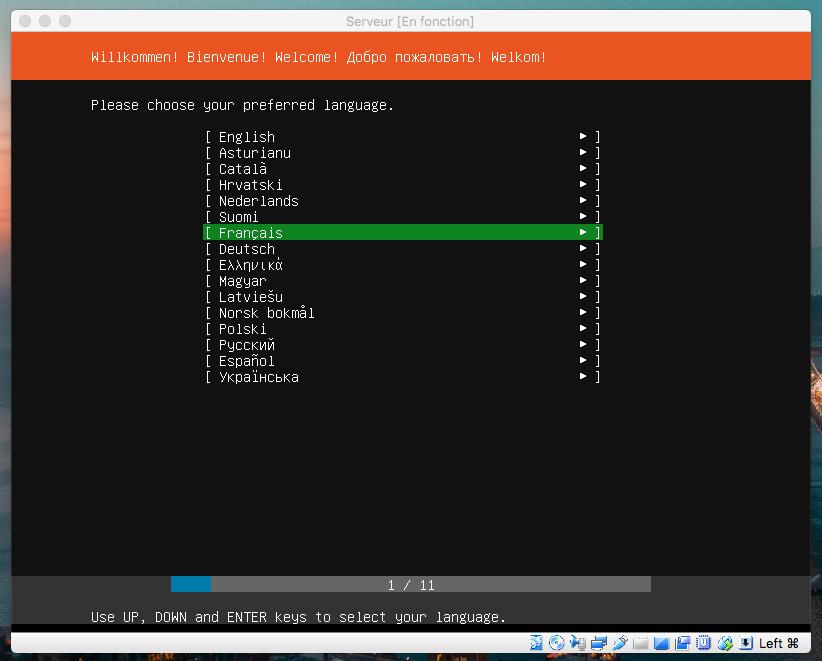 Serveur [En fonction]
Willkommen! Bienvenue! Welcome! Добро пожаловать! Welkom!
Please choose your preferred language.
[ English ▸ ]
[ Asturianu ▸ ]
[ Català ▸ ]
[ Hrvatski ▸ ]
[ Nederlands ▸ ]
[ Suomi ▸ ]
[ Français ▸ ]
[ Deutsch ▸ ]
[ Ελληνικά ▸ ]
[ Magyar ▸ ]
[ Latviešu ▸ ]
[ Norsk bokmål ▸ ]
[ Polski ▸ ]
[ Русский ▸ ]
[ Español ▸ ]
[ Українська ▸ ]
1 / 11
Use UP, DOWN and ENTER keys to select your language.
Left ⌘